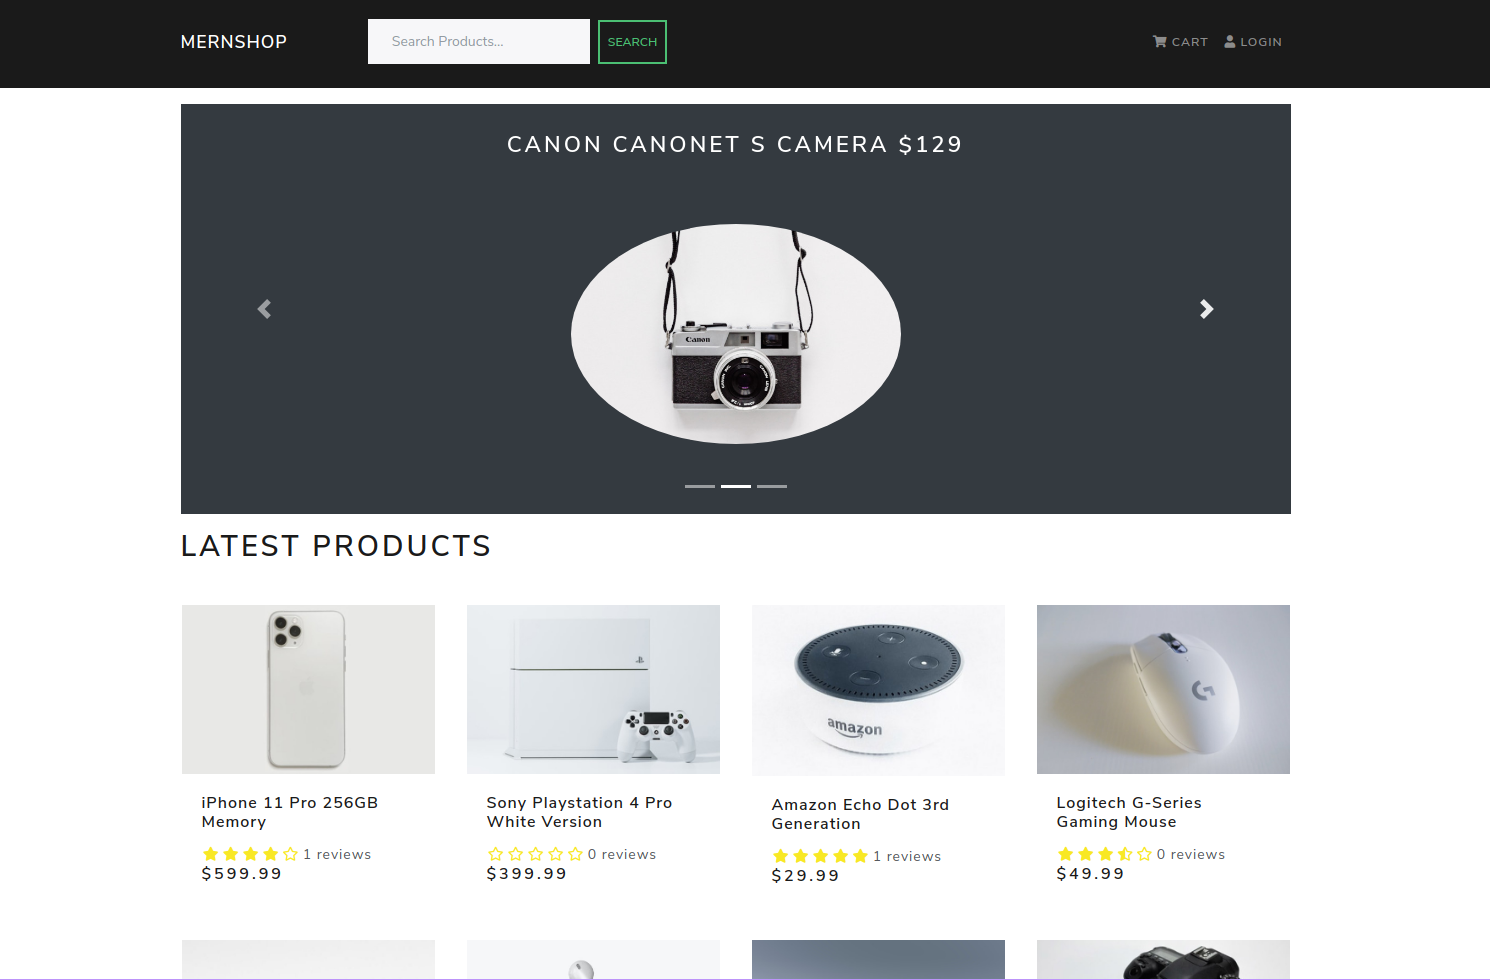 MERNSHOP
Search Products...
SEARCH
CART
LOGIN
CANON CANONET S CAMERA $129
Canon
LATEST PRODUCTS
amazon
iPhone 11 Pro 256GB
Memory
1 reviews
$599.99
Sony Playstation 4 Pro
White Version
0 reviews
$399.99
Amazon Echo Dot 3rd
Generation
1 reviews
$29.99
Logitech G-Series
Gaming Mouse
0 reviews
$49.99